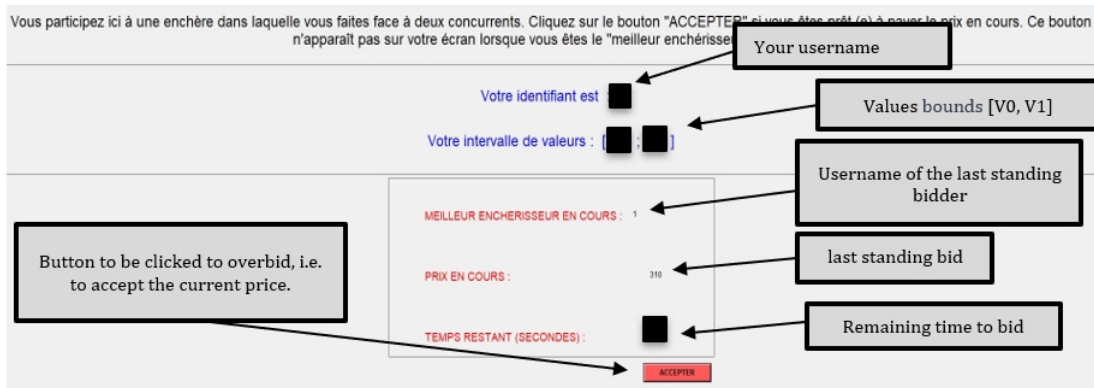 Vous participez ici à une enchère dans laquelle vous faites face à deux concurrents. Cliquez sur le bouton "ACCEPTER" si vous êtes prêt (e) à payer le prix en cours. Ce bouton
n'apparaît pas sur votre écran lorsque vous êtes le "meilleur enchérisseu
Your username
Votre identifiant est :
Values bounds [V0, V1]
Votre intervalle de valeurs : [ ; ]
Username of the last standing
bidder
MEILLEUR ENCHERISSEUR EN COURS : 1
Button to be clicked to overbid, i.e.
to accept the current price.
last standing bid
PRIX EN COURS : 310
Remaining time to bid
TEMPS RESTANT (SECONDES) :
ACCEPTER